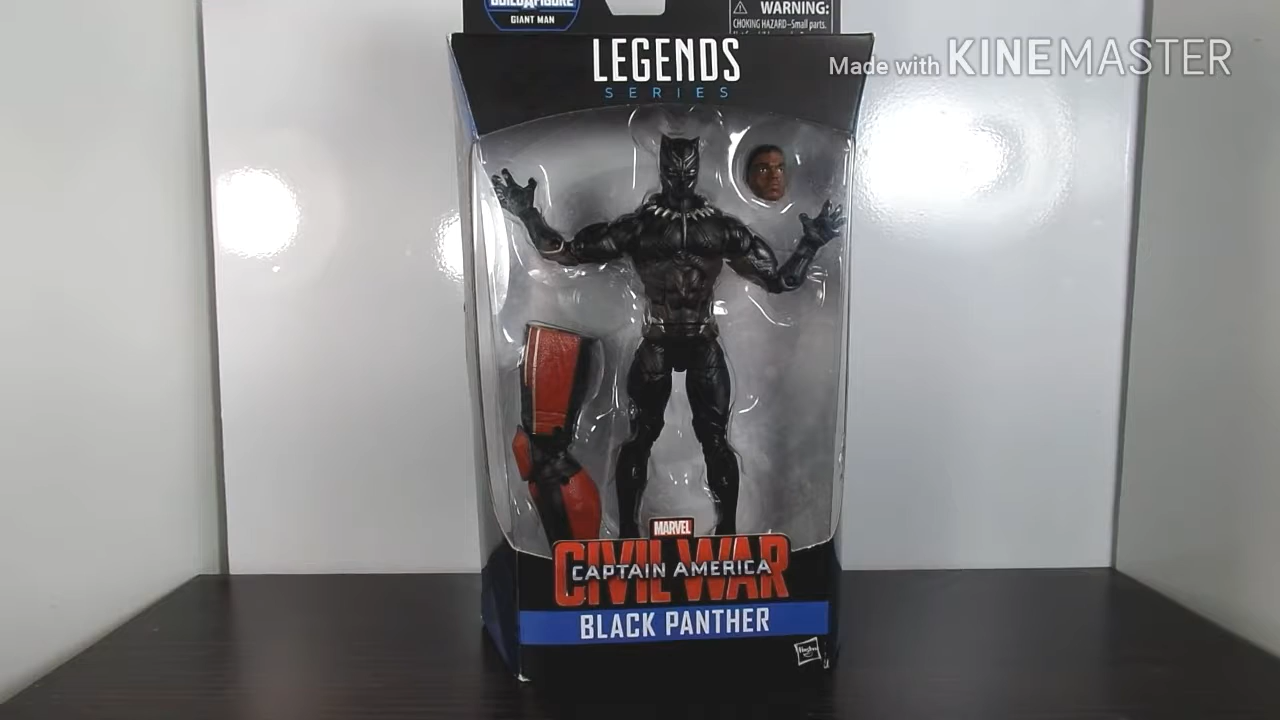 BUILDAFIGURE
GIANT MAN
WARNING:
CHOKING HAZARD–Small parts.
LEGENDS
SERIES
Made with KINEMASTER
MARVEL
CIVIL WAR
CAPTAIN AMERICA
BLACK PANTHER
Hasbro